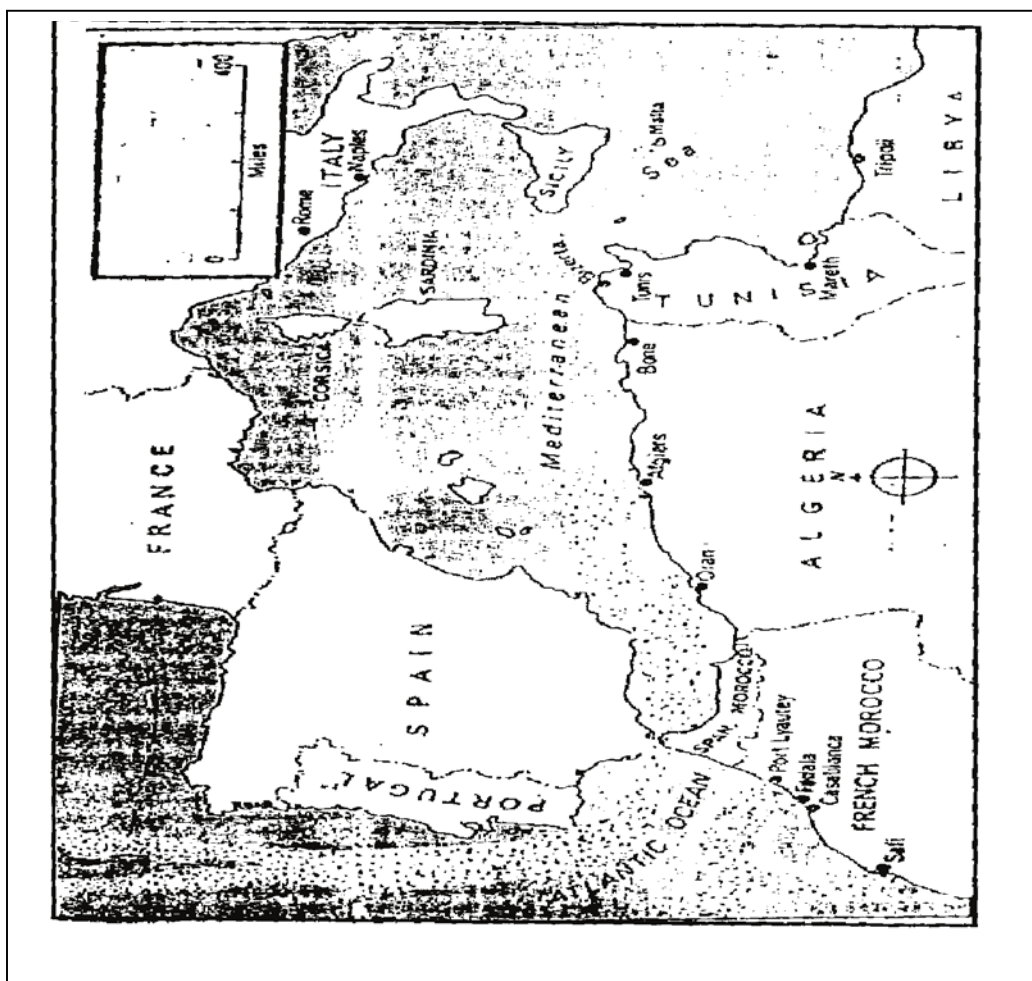 0
400
Miles
FRANCE
ITALY
Rome
Naples
CORSICA
SARDINIA
SICILY
SPAIN
PORTUGAL
Mediterranean
Malta
ATLANTIC OCEAN
SPAN MOROCCO
Port Lyautey
Fedala
Casablanca
Safi
FRENCH MOROCCO
Oran
Algiers
Bone
Bizerta
Tunis
TUNISIA
Mareth
Tripoli
ALGERIA
LIBYA
N